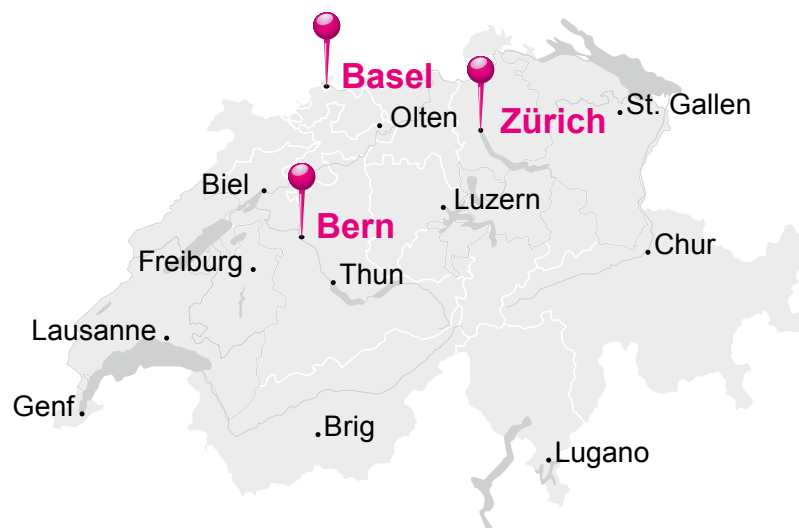 Basel
St. Gallen
Olten
Zürich
Biel
Luzern
Bern
Chur
Freiburg
Thun
Lausanne
Genf
Brig
Lugano